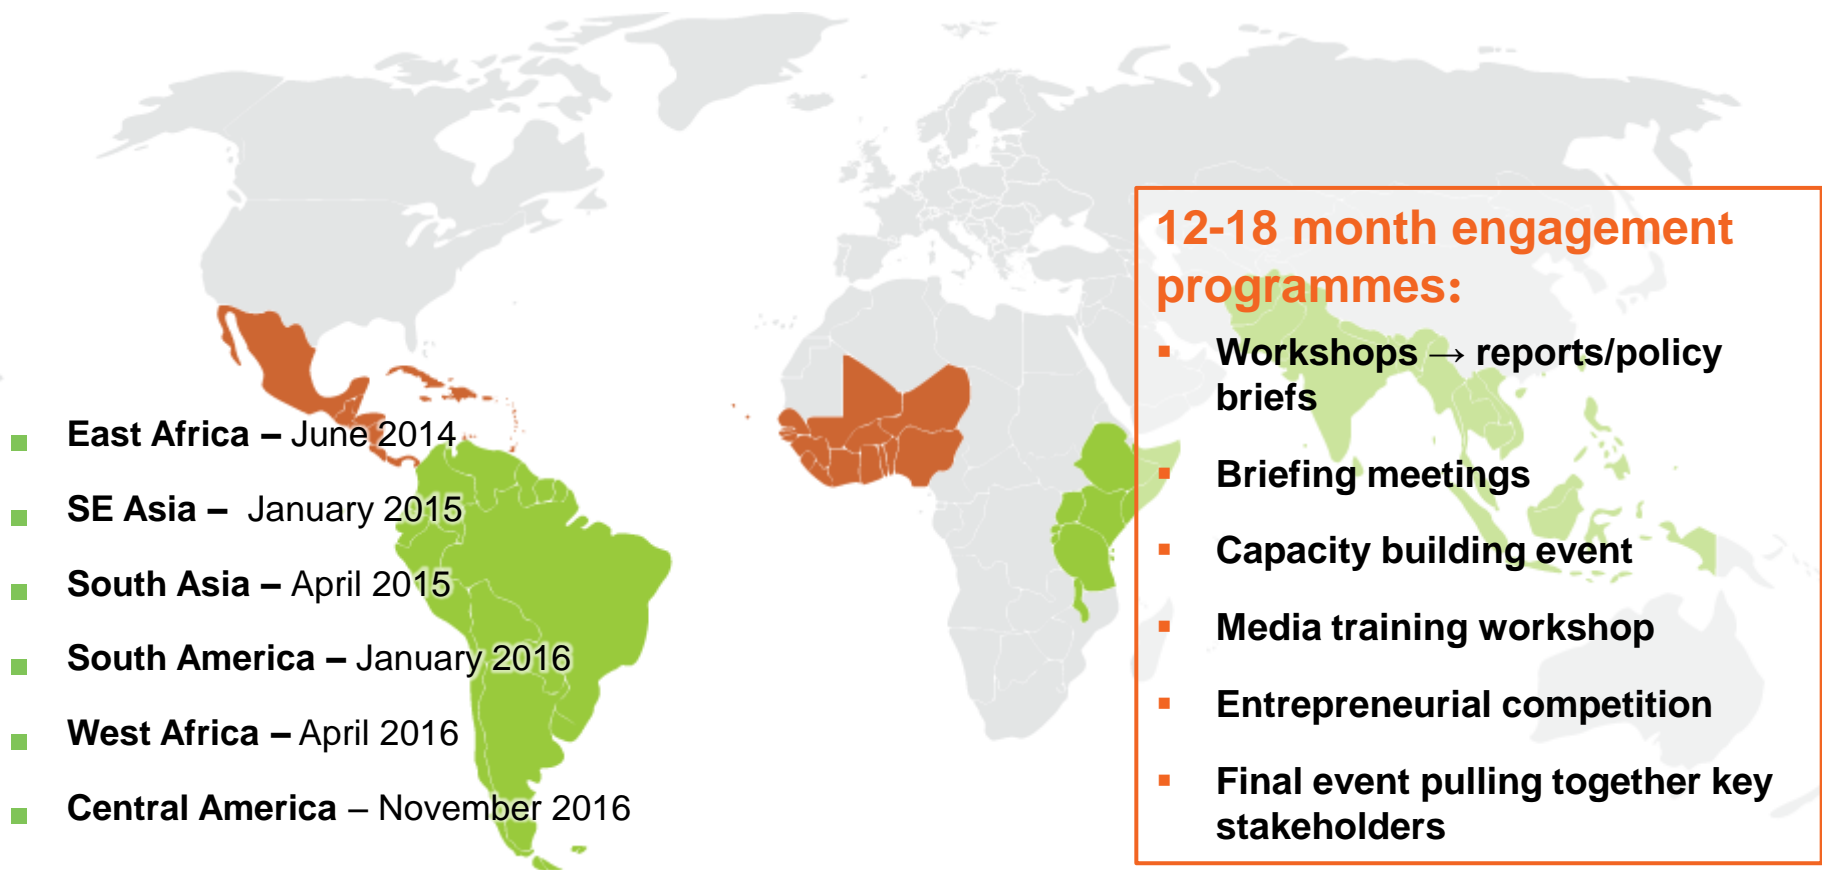 East Africa – June 2014
SE Asia – January 2015
South Asia – April 2015
South America – January 2016
West Africa – April 2016
Central America – November 2016
12-18 month engagement
programmes:
Workshops → reports/policy
briefs
Briefing meetings
Capacity building event
Media training workshop
Entrepreneurial competition
Final event pulling together key
stakeholders